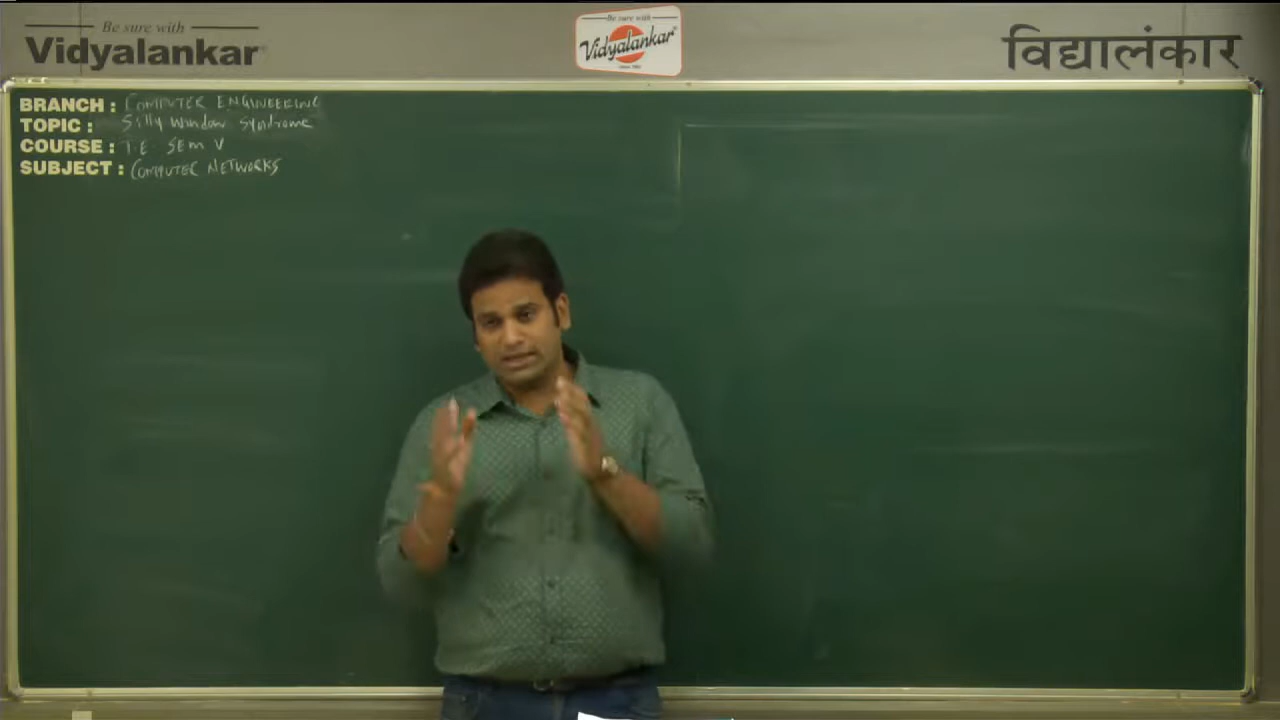 Be sure with
Vidyalankar
Be sure with
Vidyalankar
विद्यालंकार
BRANCH : COMPUTER ENGINEERING
TOPIC : Silly Window Syndrome
COURSE : T.E. SEM V
SUBJECT : COMPUTER NETWORKS